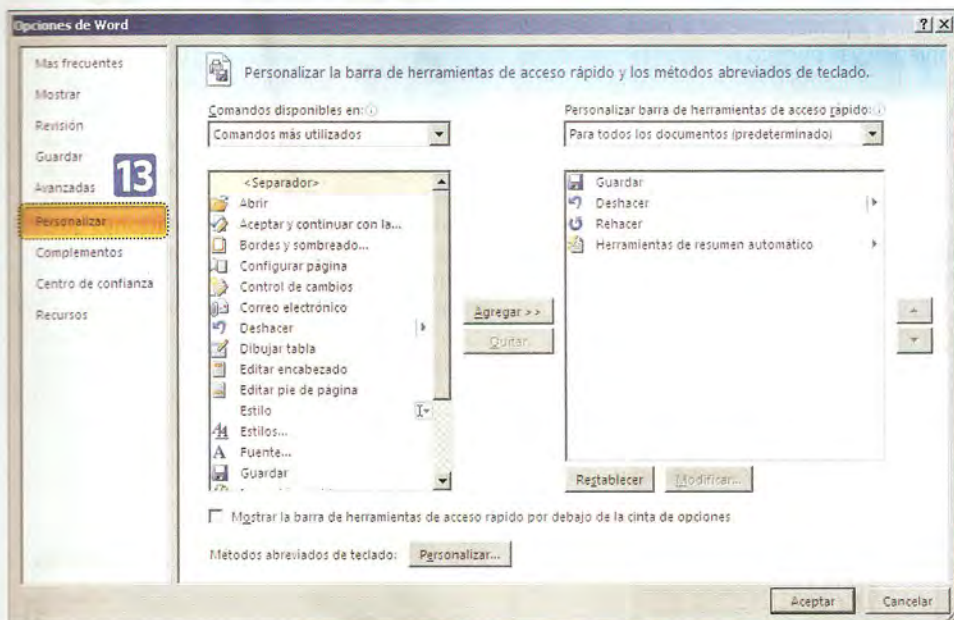 Opciones de Word
? X
Mas frecuentes
Mostrar
Revisión
Guardar
Avanzadas
13
Personalizar
Complementos
Centro de confianza
Recursos
Personalizar la barra de herramientas de acceso rápido y los métodos abreviados de teclado.
Comandos disponibles en:
Comandos más utilizados
<Separador>
Abrir
Aceptar y continuar con la...
Bordes y sombreado...
Configurar página
Control de cambios
Correo electrónico
Deshacer
Dibujar tabla
Editar encabezado
Editar pie de página
Estilo
Estilos...
Fuente...
Guardar
Agregar >>
Quitar
Personalizar barra de herramientas de acceso rápido:
Para todos los documentos (predeterminado)
Guardar
Deshacer
Rehacer
Herramientas de resumen automático
Restablecer
Modificar...
Mostrar la barra de herramientas de acceso rápido por debajo de la cinta de opciones
Métodos abreviados de teclado:
Personalizar...
Aceptar
Cancelar